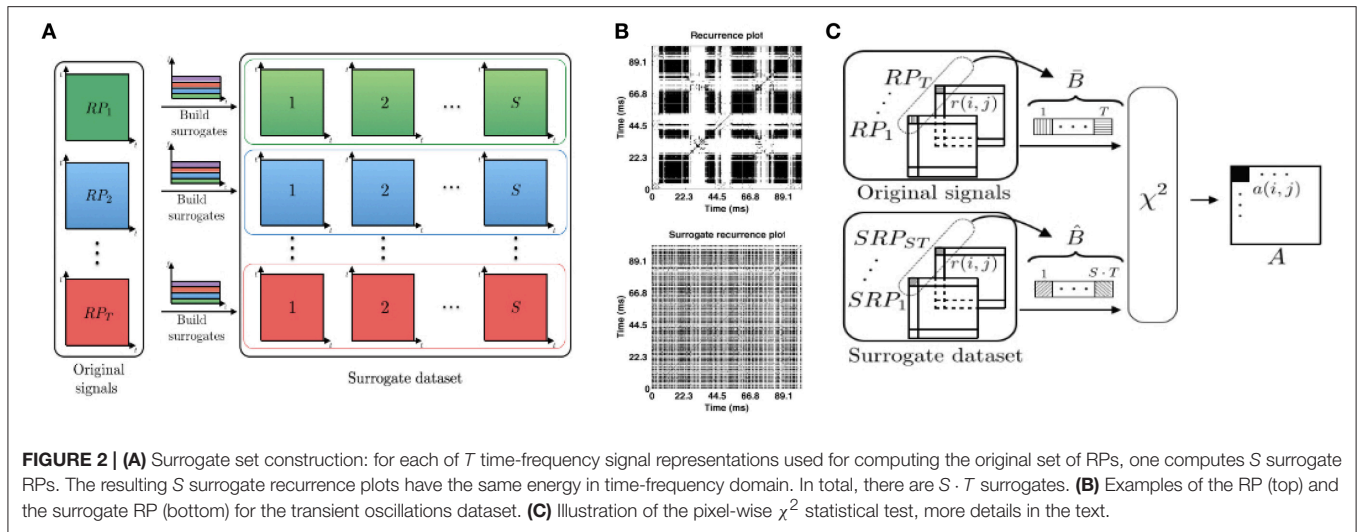 A
RP₁
RP₂
RP_T
Original
signals
Build
surrogates
Build
surrogates
Build
surrogates
1 2 ... S
1 2 ... S
1 2 ... S
Surrogate dataset
B
Recurrence plot
Time (ms)
89.1
66.8
44.5
22.3
0
0 22.3 44.5 66.8 89.1
Time (ms)
Surrogate recurrence plot
Time (ms)
89.1
66.8
44.5
22.3
0
0 22.3 44.5 66.8 89.1
Time (ms)
C
RP_T
RP₁
r(i, j)
Original signals
B̄
1 ... T
SRP_ST
SRP₁
r(i, j)
Surrogate dataset
B̂
1 ... S · T
χ²
a(i, j)
A
FIGURE 2 | (A) Surrogate set construction: for each of T time-frequency signal representations used for computing the original set of RPs, one computes S surrogate
RPs. The resulting S surrogate recurrence plots have the same energy in time-frequency domain. In total, there are S · T surrogates. (B) Examples of the RP (top) and
the surrogate RP (bottom) for the transient oscillations dataset. (C) Illustration of the pixel-wise χ² statistical test, more details in the text.